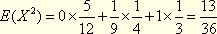 E(X²) = 0 × 5/12 + 1/9 × 1/4 + 1 × 1/3 = 13/36